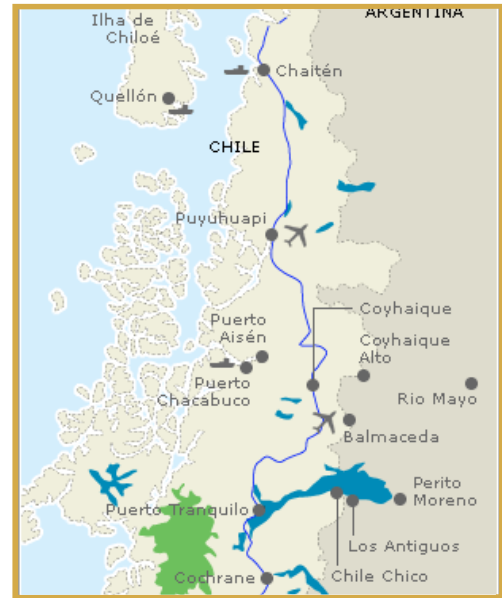 ARGENTINA
Ilha de
Chiloé
Chaitén
Quellón
CHILE
Puyuhuapi
Coyhaique
Puerto
Aisén
Coyhaique
Alto
Puerto
Chacabuco
Rio Mayo
Balmaceda
Perito
Moreno
Puerto Tranquilo
Los Antiguos
Cochrane
Chile Chico